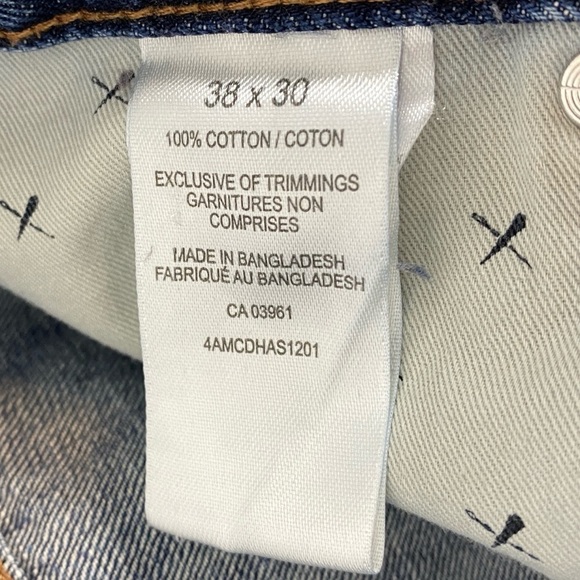 38 x 30
100% COTTON / COTON
EXCLUSIVE OF TRIMMINGS
GARNITURES NON
COMPRISES
MADE IN BANGLADESH
FABRIQUÉ AU BANGLADESH
CA 03961
4AMCDHAS1201